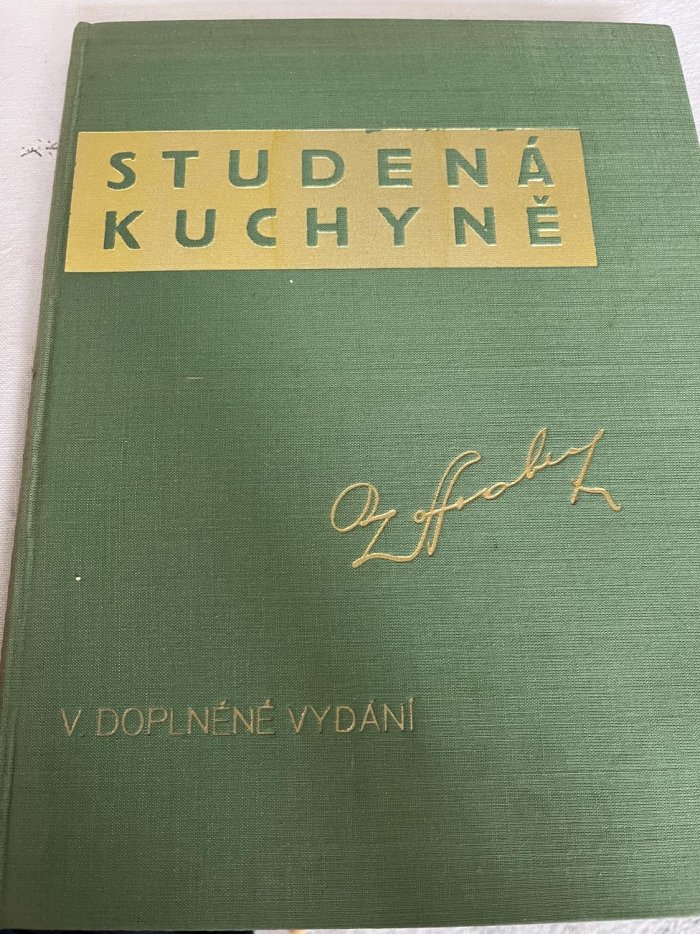 STUDENÁ
KUCHYNĚ
V. DOPLNĚNÉ VYDÁNÍ